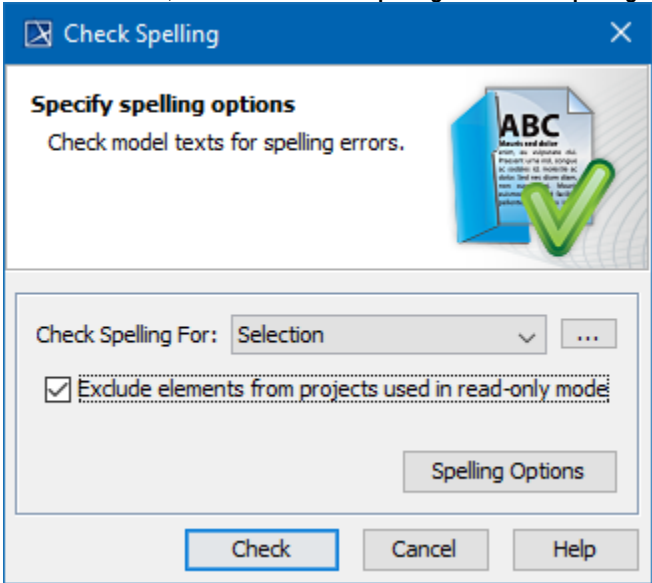 Check Spelling
Specify spelling options
Check model texts for spelling errors.
ABC
Check Spelling For: Selection ...
Exclude elements from projects used in read-only mode
Spelling Options
Check Cancel Help